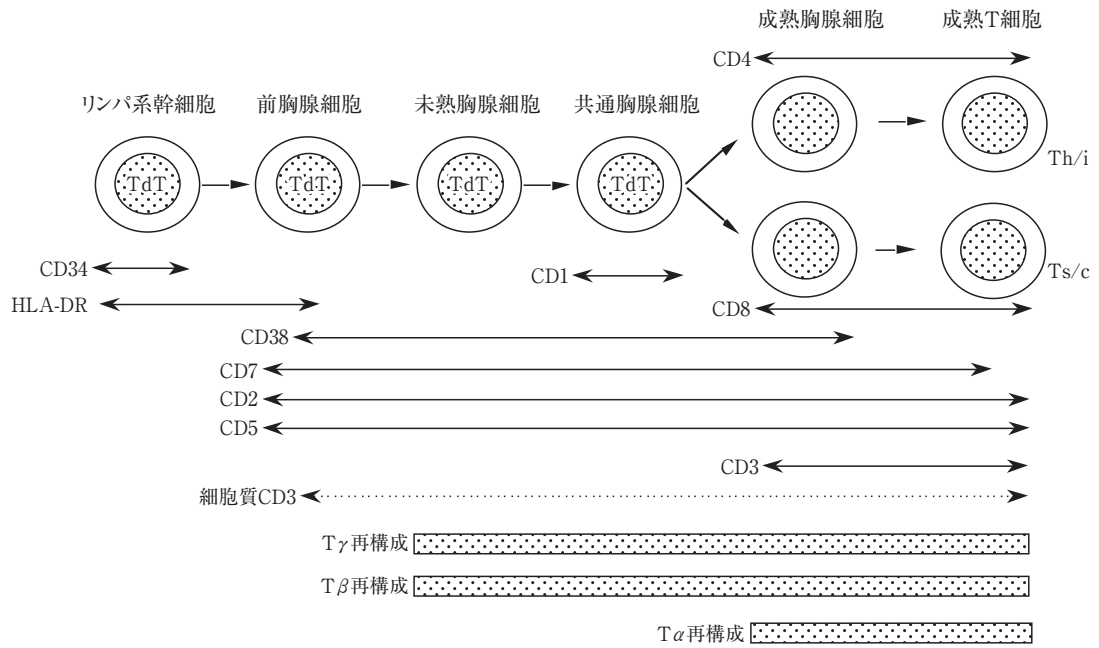 成熟胸腺細胞 成熟T細胞
CD4
リンパ系幹細胞 前胸腺細胞 未熟胸腺細胞 共通胸腺細胞
Th/i
TdT TdT TdT TdT
CD34
CD1
Ts/c
HLA-DR
CD8
CD38
CD7
CD2
CD5
CD3
細胞質CD3
Tγ再構成
Tβ再構成
Tα再構成